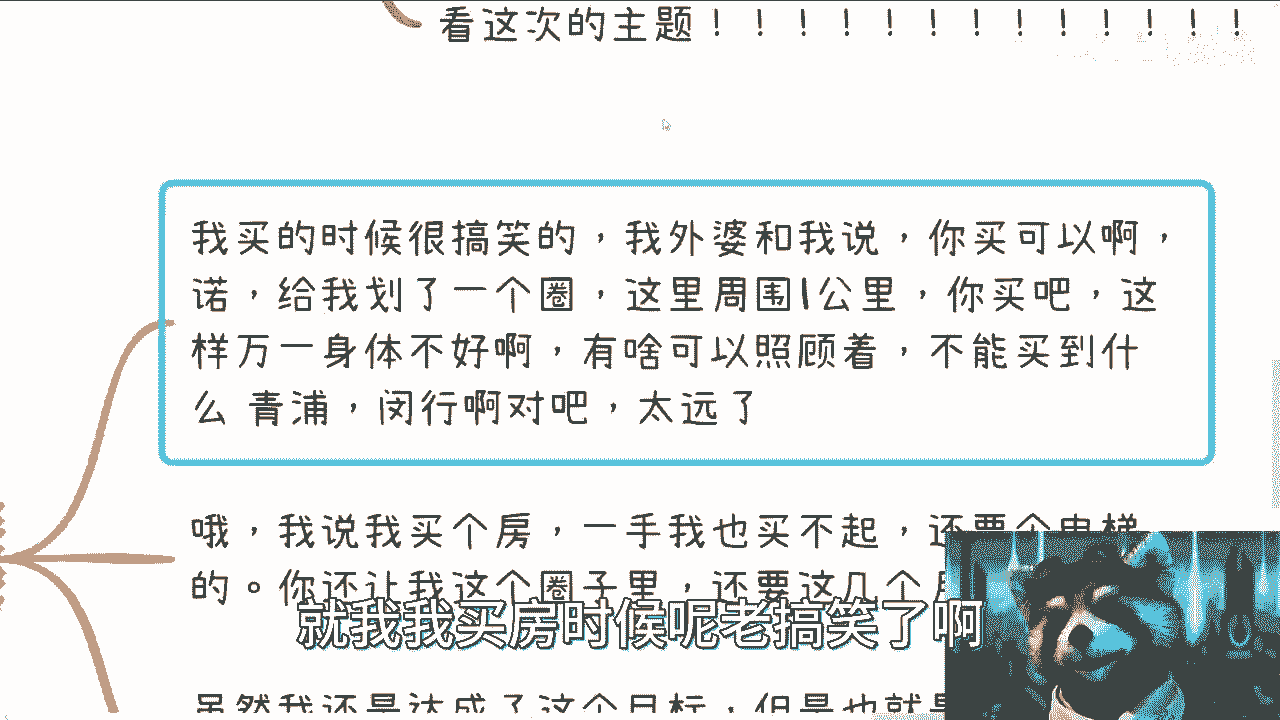 看这次的主题！！！！！！！！！！！！！
我买的时候很搞笑的，我外婆和我说，你买可以啊，
诺，给我划了一个圈，这里周围1公里，你买吧，这
样万一身体不好啊，有啥可以照顾着，不能买到什
么 青浦，闵行啊对吧，太远了
哦，我说我买个房，一手我也买不起，还要个电梯
的。你还让我这个圈子里，还要这几个月
就我我买房时候呢老搞笑了啊
虽然我还是达成了这个目标，但是也就是